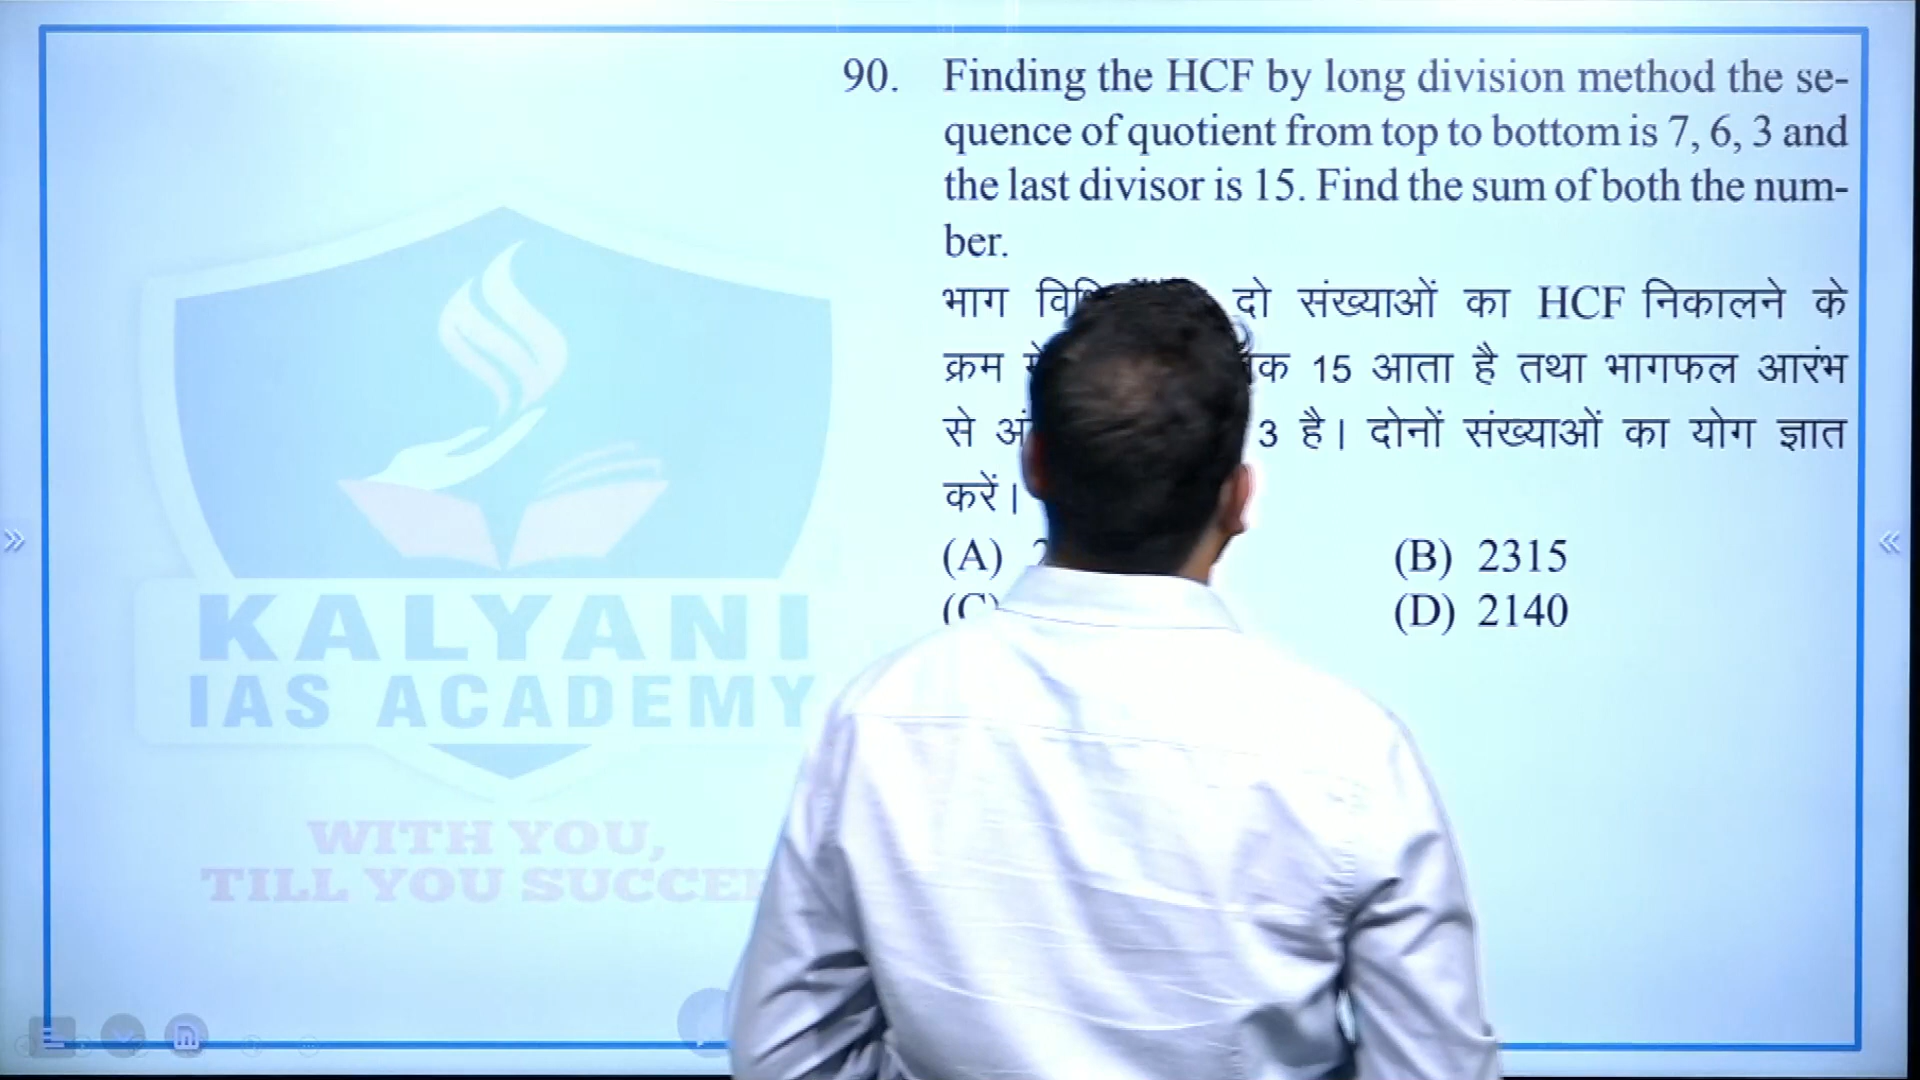 90. Finding the HCF by long division method the se-
quence of quotient from top to bottom is 7, 6, 3 and
the last divisor is 15. Find the sum of both the num-
ber.
भाग दो संख्याओं का HCF निकालने के
क्रम 15 आता है तथा भागफल आरंभ
से 3 है। दोनों संख्याओं का योग ज्ञात
करें।
(A) (B) 2315
(D) 2140
KALYANI
IAS ACADEMY
WITH YOU,
TILL YOU